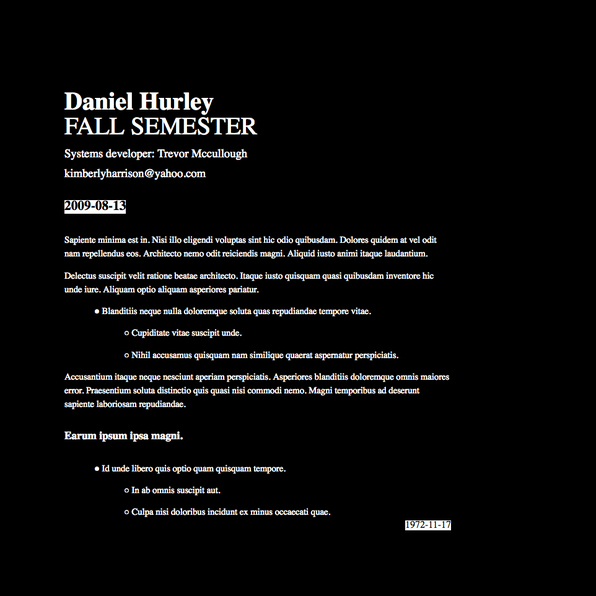 Daniel Hurley
FALL SEMESTER
Systems developer: Trevor Mccullough
kimberlyharrison@yahoo.com
2009-08-13
Sapiente minima est in. Nisi illo eligendi voluptas sint hic odio quibusdam. Dolores quidem at vel odit
nam repellendus eos. Architecto nemo odit reiciendis magni. Aliquid iusto animi itaque laudantium.
Delectus suscipit velit ratione beatae architecto. Itaque iusto quisquam quasi quibusdam inventore hic
unde iure. Aliquam optio aliquam asperiores pariatur.
● Blanditiis neque nulla doloremque soluta quas repudiandae tempore vitae.
○ Cupiditate vitae suscipit unde.
○ Nihil accusamus quisquam nam similique quaerat aspernatur perspiciatis.
Accusantium itaque neque nesciunt aperiam perspiciatis. Asperiores blanditiis doloremque omnis maiores
error. Praesentium soluta distinctio quis quasi nisi commodi nemo. Magni temporibus ad deserunt
sapiente laboriosam repudiandae.
Earum ipsum ipsa magni.
● Id unde libero quis optio quam quisquam tempore.
○ In ab omnis suscipit aut.
○ Culpa nisi doloribus incidunt ex minus occaecati quae.
1972-11-17